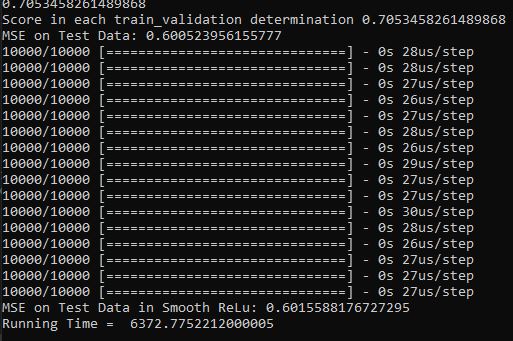 0.7053458261489868
Score in each train_validation determination 0.7053458261489868
MSE on Test Data: 0.600523956155777
10000/10000 [==============================] - 0s 28us/step
10000/10000 [==============================] - 0s 28us/step
10000/10000 [==============================] - 0s 27us/step
10000/10000 [==============================] - 0s 26us/step
10000/10000 [==============================] - 0s 27us/step
10000/10000 [==============================] - 0s 28us/step
10000/10000 [==============================] - 0s 26us/step
10000/10000 [==============================] - 0s 29us/step
10000/10000 [==============================] - 0s 27us/step
10000/10000 [==============================] - 0s 27us/step
10000/10000 [==============================] - 0s 30us/step
10000/10000 [==============================] - 0s 28us/step
10000/10000 [==============================] - 0s 26us/step
10000/10000 [==============================] - 0s 27us/step
10000/10000 [==============================] - 0s 27us/step
10000/10000 [==============================] - 0s 27us/step
MSE on Test Data in Smooth ReLu: 0.6015588176727295
Running Time =  6372.7752212000005